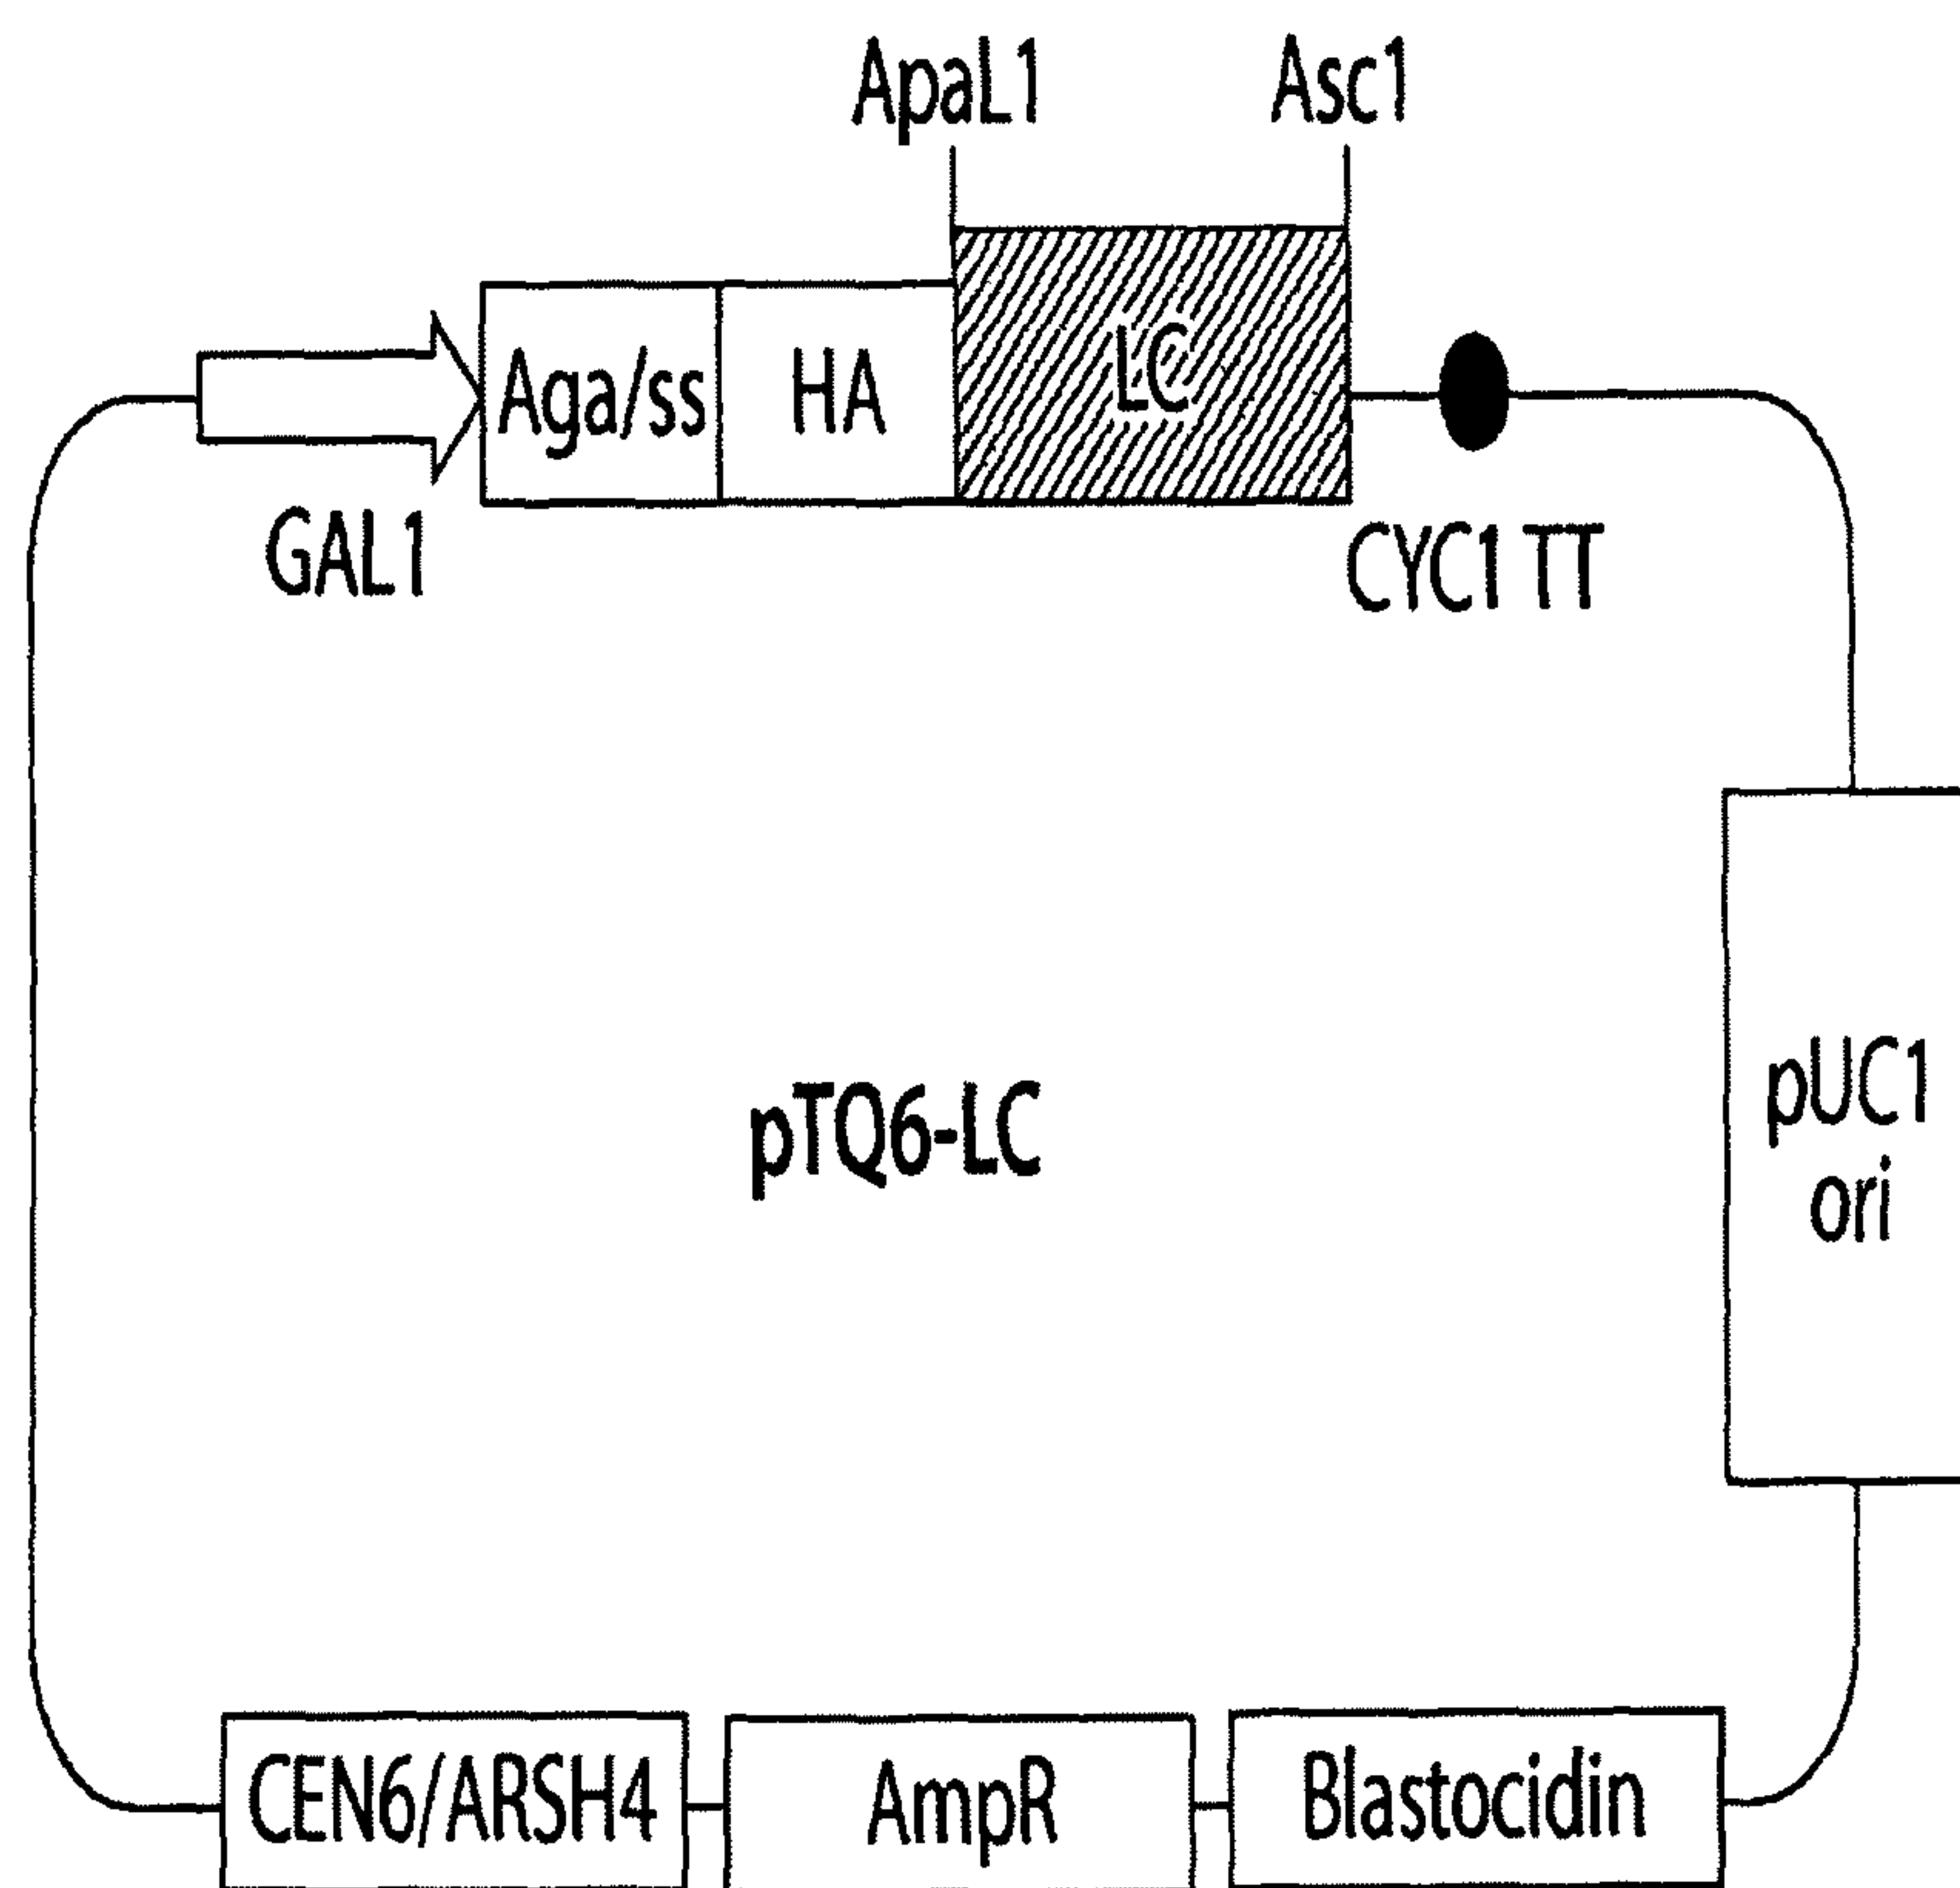 ApaL1 Asc1
Aga/ss HA LC
GAL1 CYC1 TT
pUC1
pTQ6-LC
ori
CEN6/ARSH4 AmpR Blastocidin